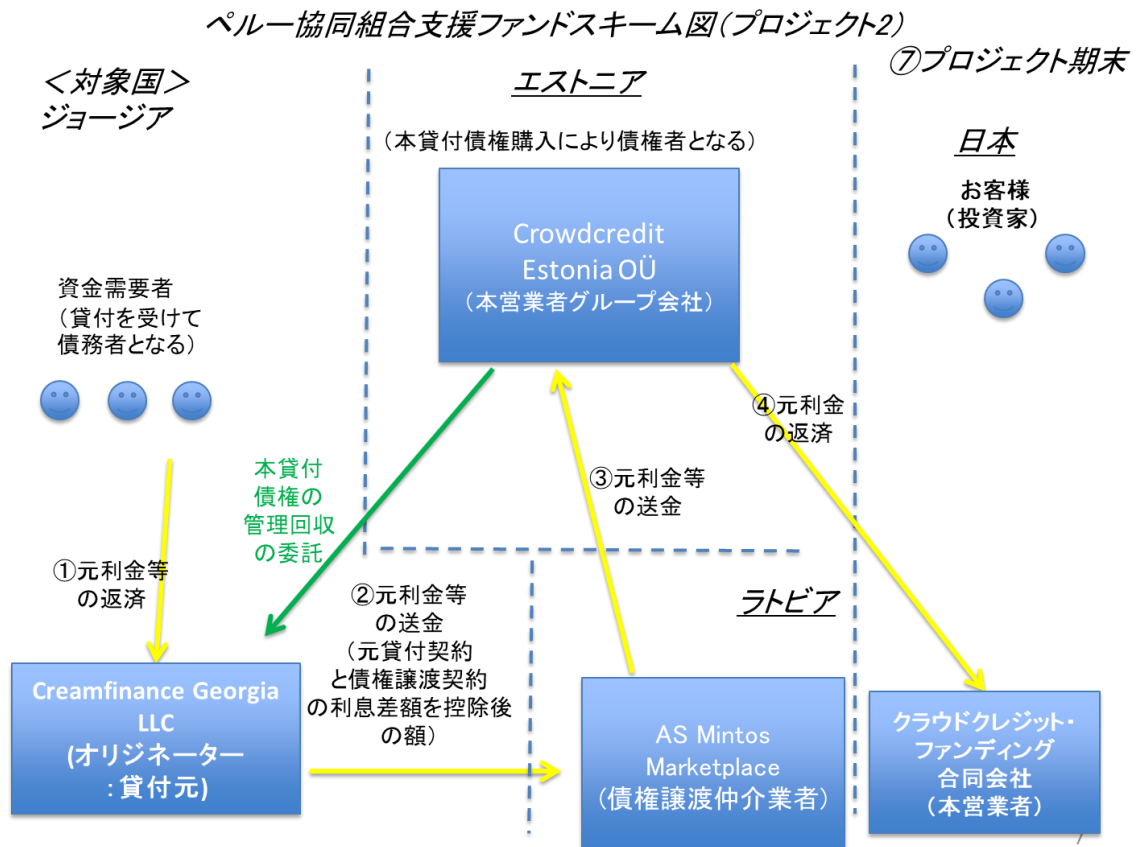 ペルー協同組合支援ファンドスキーム図(プロジェクト2)
<対象国>
ジョージア
エストニア
⑦プロジェクト期末
(本貸付債権購入により債権者となる)
日本
お客様
(投資家)
Crowdcredit
Estonia OÜ
(本営業者グループ会社)
資金需要者
(貸付を受けて
債務者となる)
④元利金
の返済
本貸付
債権の
管理回収
の委託
③元利金等
の送金
①元利金等
の返済
②元利金等
の送金
(元貸付契約
と債権譲渡契約
の利息差額を控除後
の額)
ラトビア
Creamfinance Georgia
LLC
(オリジネーター
:貸付元)
AS Mintos
Marketplace
(債権譲渡仲介業者)
クラウドクレジット・
ファンディング
合同会社
(本営業者)